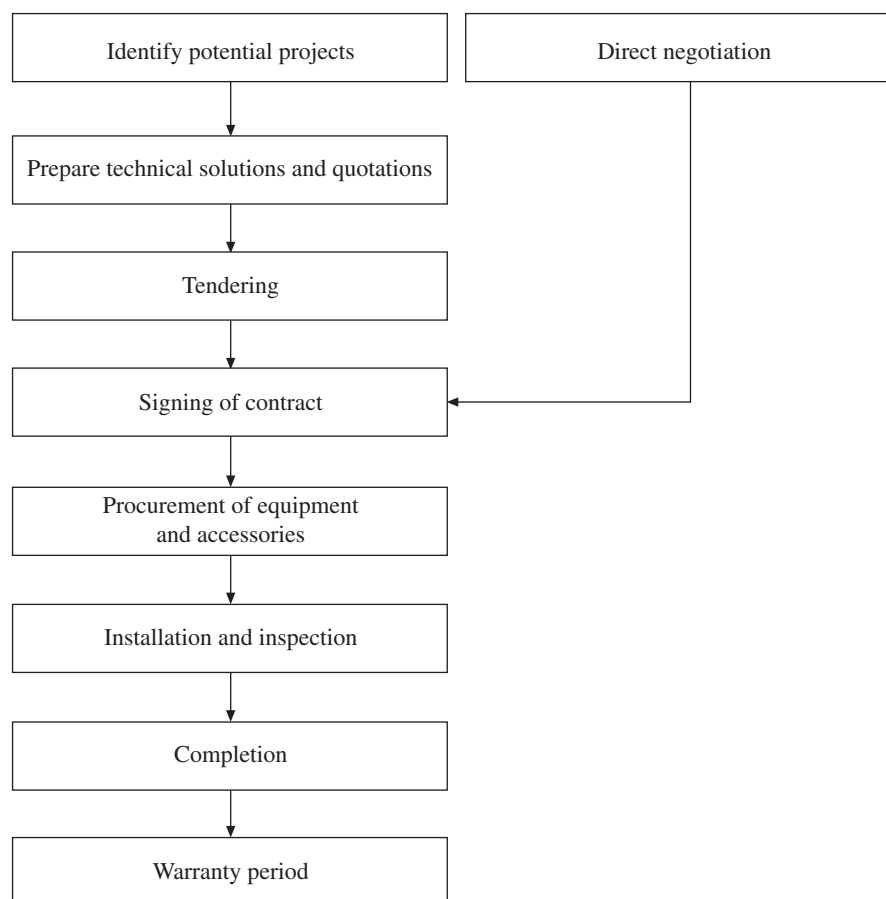 Identify potential projects
Direct negotiation
Prepare technical solutions and quotations
Tendering
Signing of contract
Procurement of equipment
and accessories
Installation and inspection
Completion
Warranty period